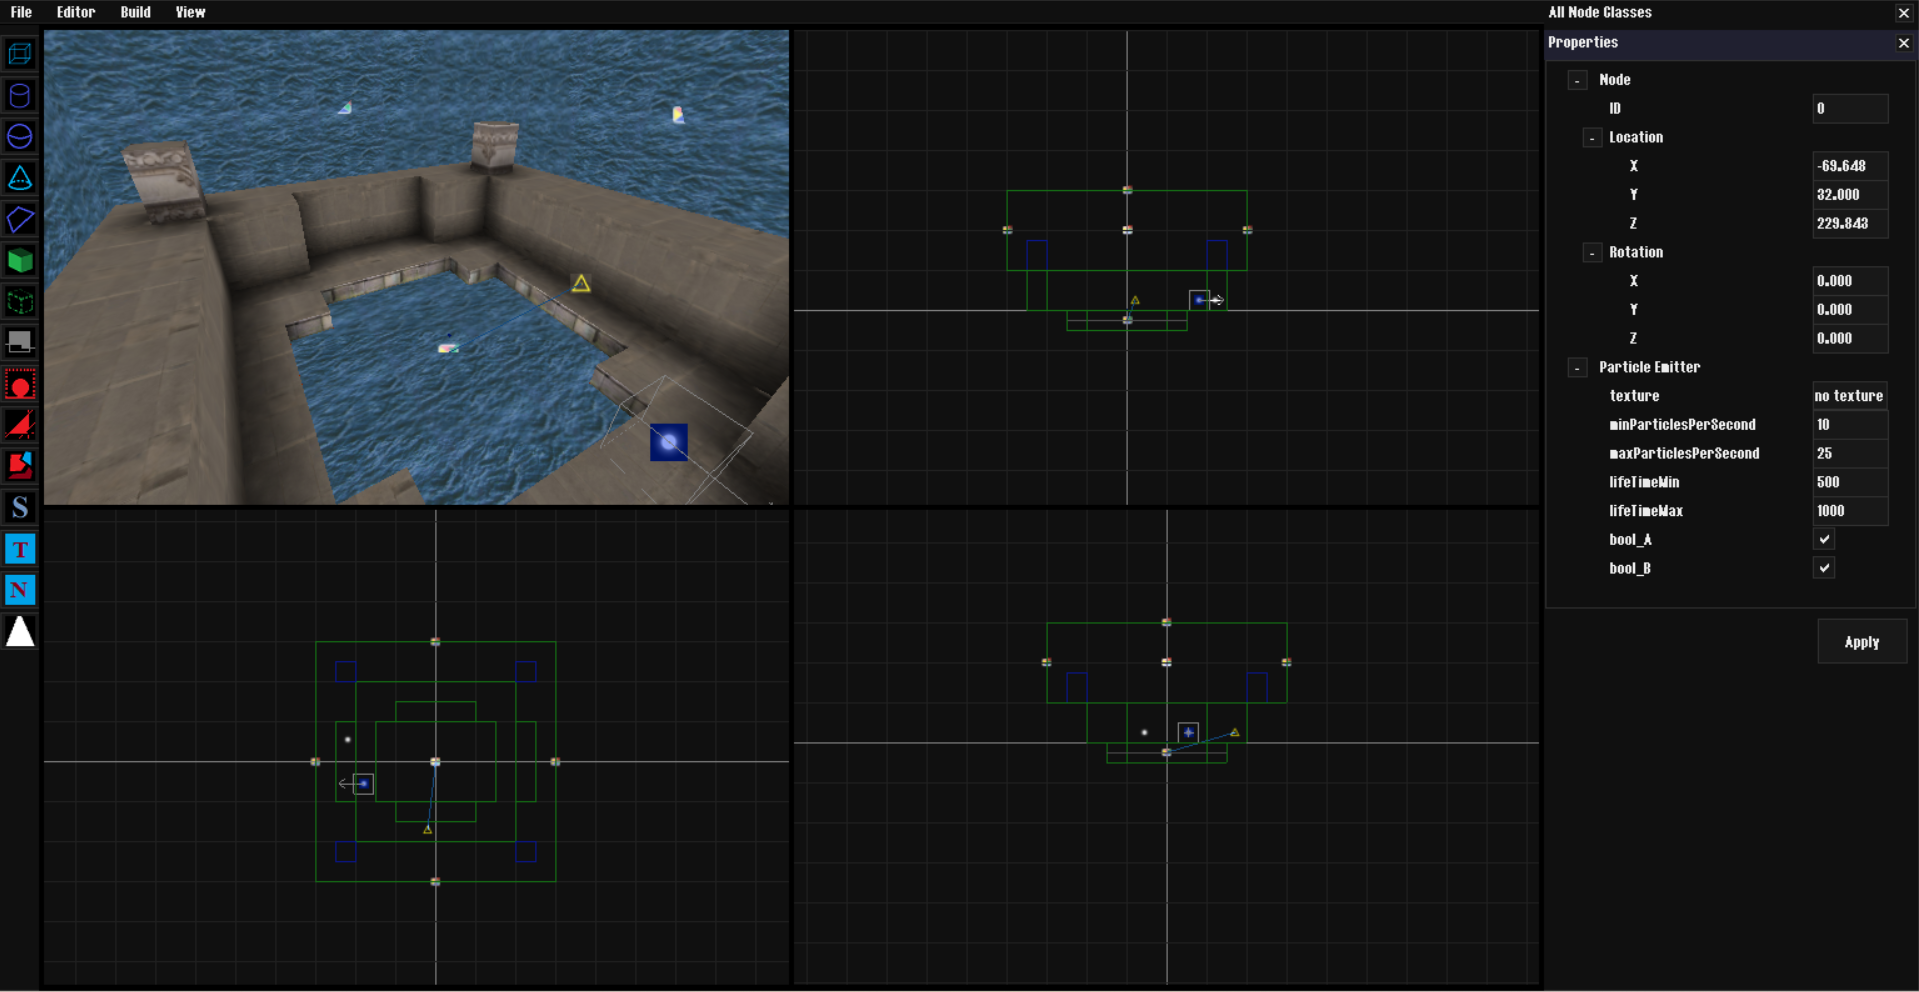 File Editor Build View
All Node Classes
Properties
- Node
ID 0
- Location
X -69.648
Y 32.000
Z 229.843
- Rotation
X 0.000
Y 0.000
Z 0.000
- Particle Emitter
texture no texture
minParticlesPerSecond 10
maxParticlesPerSecond 25
lifeTimeMin 500
lifeTimeMax 1000
bool_A
bool_B
Apply
S
T
N